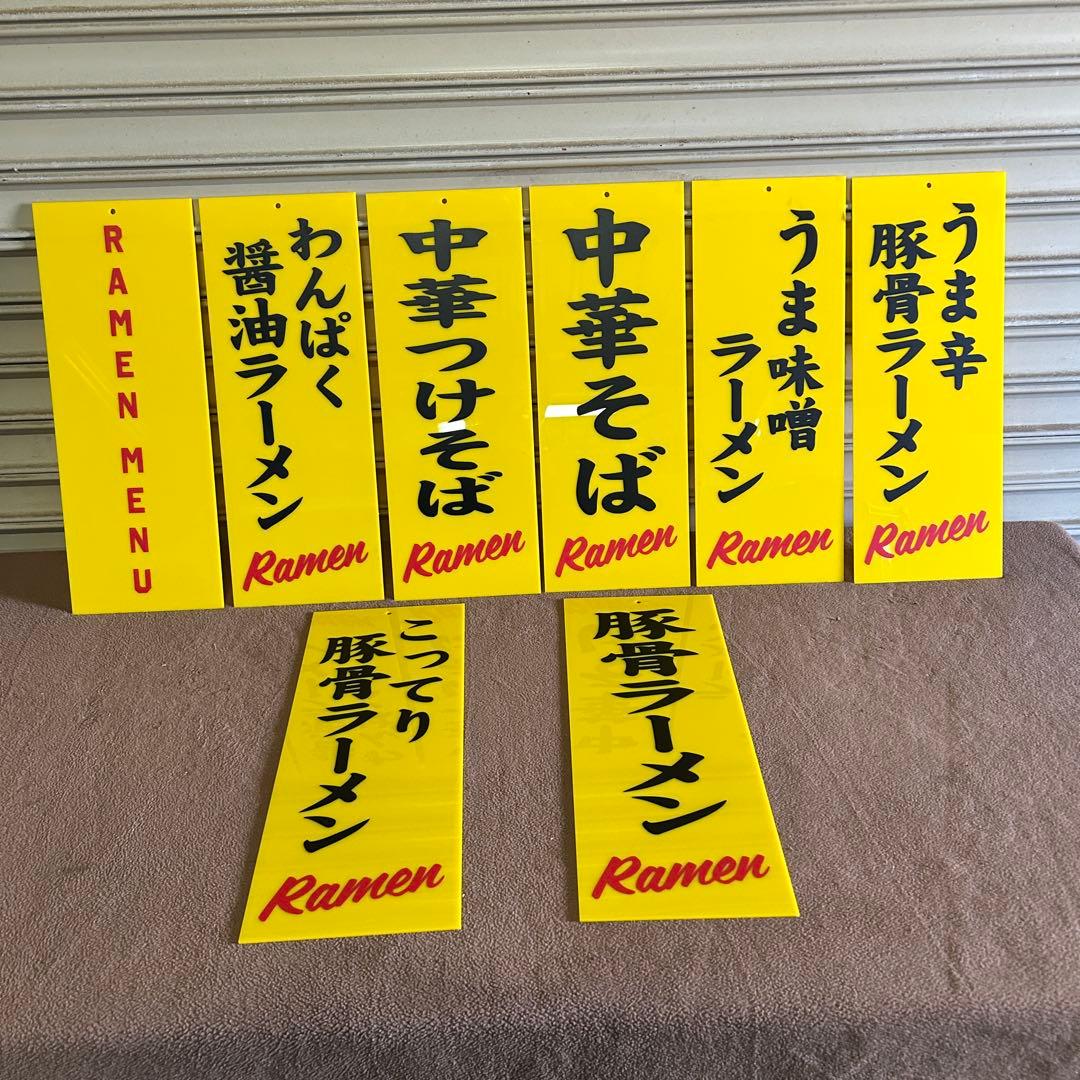 RAMEN MENU
わんぱく
醤油ラーメン
Ramen
中華つけそば
Ramen
中華そば
Ramen
うま味噌
ラーメン
Ramen
うま辛
豚骨ラーメン
Ramen
こってり
豚骨ラーメン
Ramen
豚骨ラーメン
Ramen